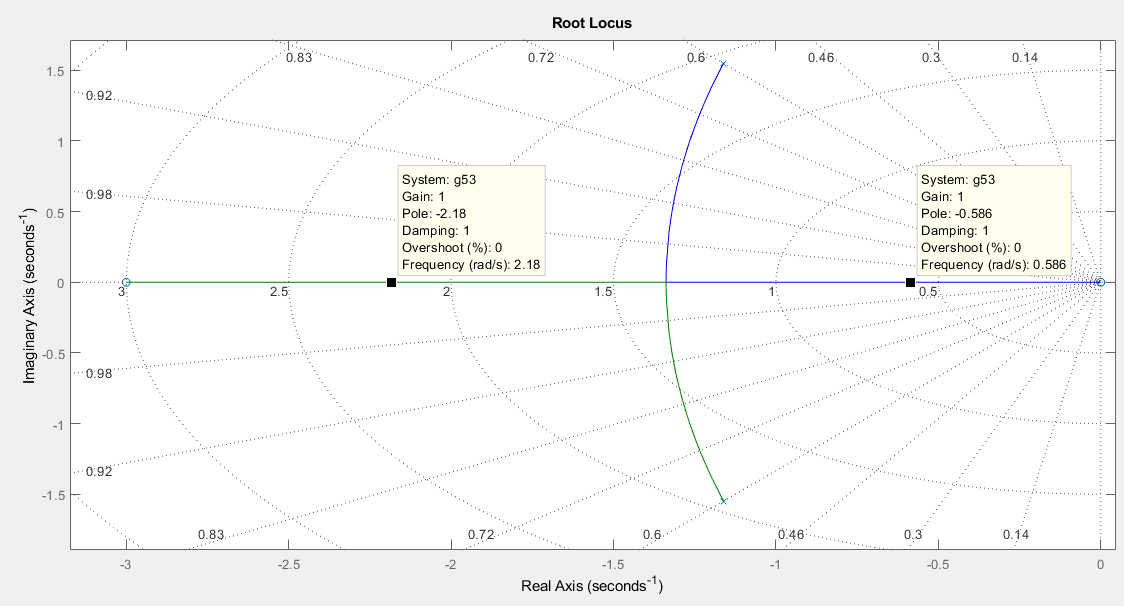 Root Locus
0.83
0.72
0.6
0.46
0.3
0.14
1.5
0.92
1
System: g53
Gain: 1
Pole: -2.18
Damping: 1
Overshoot (%): 0
Frequency (rad/s): 2.18
System: g53
Gain: 1
Pole: -0.586
Damping: 1
Overshoot (%): 0
Frequency (rad/s): 0.586
0.98
0.5
Imaginary Axis (seconds-1)
0
3
2.5
2
1.5
1
0.5
-0.5
0.98
-1
0.92
-1.5
0.83
0.72
0.6
0.46
0.3
0.14
-3
-2.5
-2
-1.5
-1
-0.5
0
Real Axis (seconds-1)